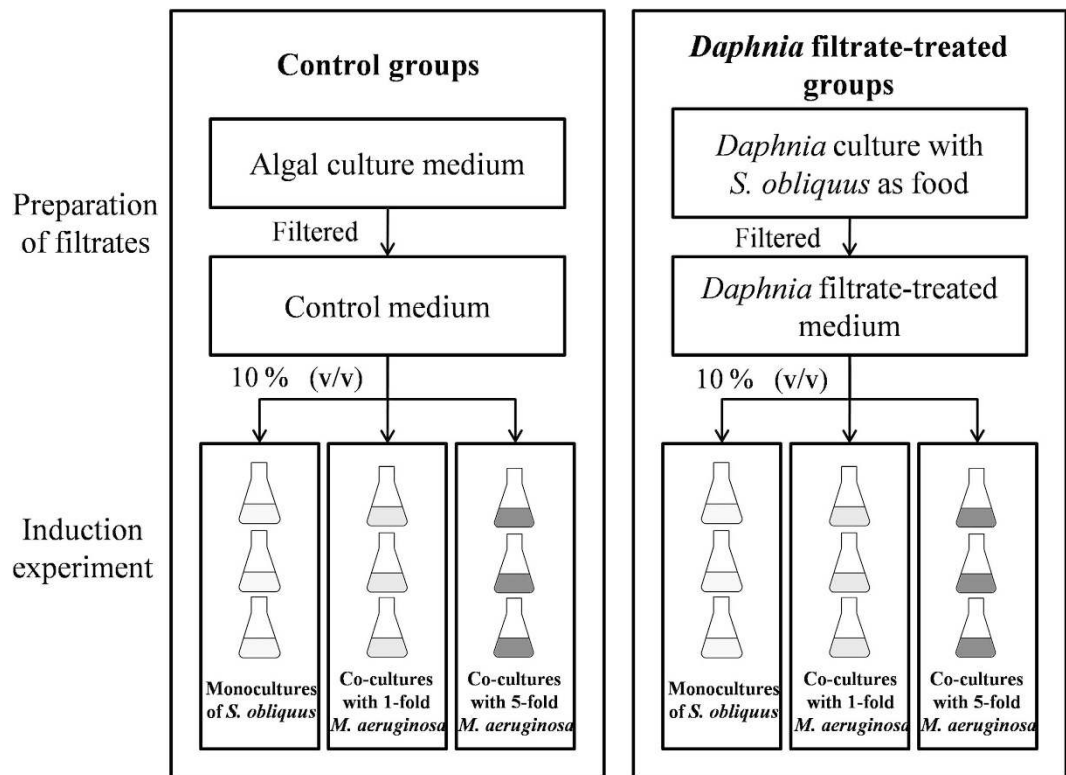 Control groups
Algal culture medium
Filtered
Control medium
10 % (v/v)
Monocultures
of S. obliquus
Co-cultures
with 1-fold
M. aeruginosa
Co-cultures
with 5-fold
M. aeruginosa
Daphnia filtrate-treated
groups
Daphnia culture with
S. obliquus as food
Filtered
Daphnia filtrate-treated
medium
10 % (v/v)
Monocultures
of S. obliquus
Co-cultures
with 1-fold
M. aeruginosa
Co-cultures
with 5-fold
M. aeruginosa
Preparation
of filtrates
Induction
experiment